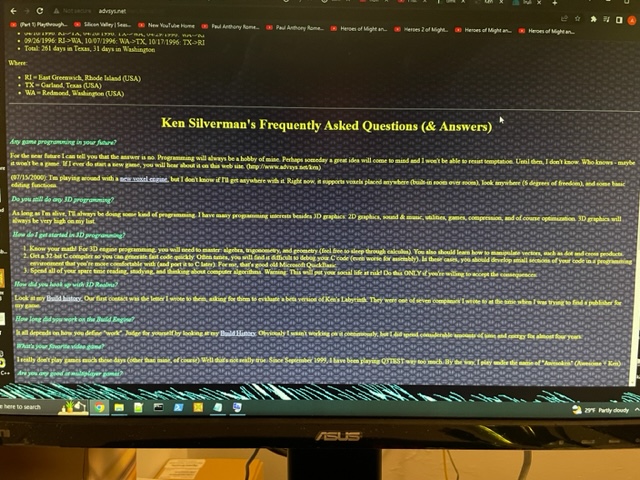 Not secure advsys.net
(Part 1) Playthrough... Silicon Valley | Seas... New YouTube Home Paul Anthony Rome... Paul Anthony Rome... Heroes of Might an... Heroes 2 of Might... Heroes of Might an... Heroes of Might an...
09/26/1996: RI->WA, 10/07/1996: WA->TX, 10/17/1996: TX->RI
Total: 261 days in Texas, 31 days in Washington
Where:
RI = East Greenwich, Rhode Island (USA)
TX = Garland, Texas (USA)
WA = Redmond, Washington (USA)
Ken Silverman's Frequently Asked Questions (& Answers)
Any game programming in your future?
For the near future I can tell you that the answer is no. Programming will always be a hobby of mine. Perhaps someday a great idea will come to mind and I won't be able to resist temptation. Until then, I don't know. Who knows - maybe
it won't be a game. If I ever do start a new game, you will hear about it on this web site. (http://www.advsys.net/ken)
(07/15/2000): I'm playing around with a new voxel engine, but I don't know if I'll get anywhere with it. Right now, it supports voxels placed anywhere (built-in room over room), look anywhere (6 degrees of freedom), and some basic
editing functions.
Do you still do any 3D programming?
As long as I'm alive, I'll always be doing some kind of programming. I have many programming interests besides 3D graphics: 2D graphics, sound & music, utilities, games, compression, and of course optimization. 3D graphics will
always be very high on my list.
How do I get started in 3D programming?
1. Know your math! For 3D engine programming, you will need to master: algebra, trigonometry, and geometry (feel free to sleep through calculus). You also should learn how to manipulate vectors, such as dot and cross products.
2. Get a 32-bit C compiler so you can generate fast code quickly. Often times, you will find it difficult to debug your C code (even worse for assembly). In these cases, you should develop small sections of your code in a programming
environment that you're more comfortable with (and port it to C later). For me, that's good old Microsoft QuickBasic.
3. Spend all of your spare time reading, studying, and thinking about computer algorithms. Warning: This will put your social life at risk! Do this ONLY if you're willing to accept the consequences.
How did you hook up with 3D Realms?
Look at my Build history. Our first contact was the letter I wrote to them, asking for them to evaluate a beta version of Ken's Labyrinth. They were one of seven companies I wrote to at the time when I was trying to find a publisher for
my game.
How long did you work on the Build Engine?
It all depends on how you define "work". Judge for yourself by looking at my Build History. Obviously I wasn't working on it continuously, but I did spend considerable amounts of time and energy for almost four years.
What's your favorite video game?
I really don't play games much these days (other than mine, of course) Well that's not really true. Since September 1999, I have been playing QTTBST way too much. By the way, I play under the name of (Awesome + Ken)
Are you any good at multiplayer games?
C++
here to search
29°F Partly cloudy
ASUS